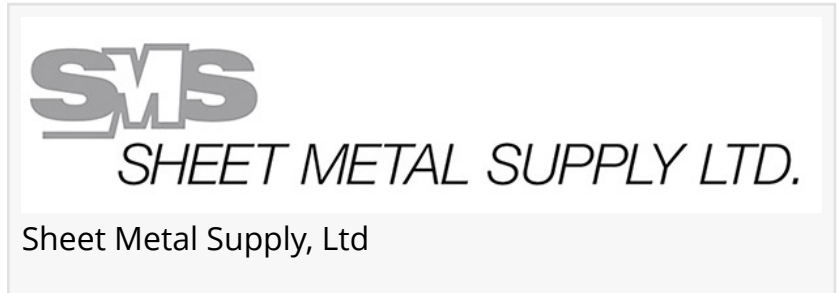 SMS
SHEET METAL SUPPLY LTD.
Sheet Metal Supply, Ltd